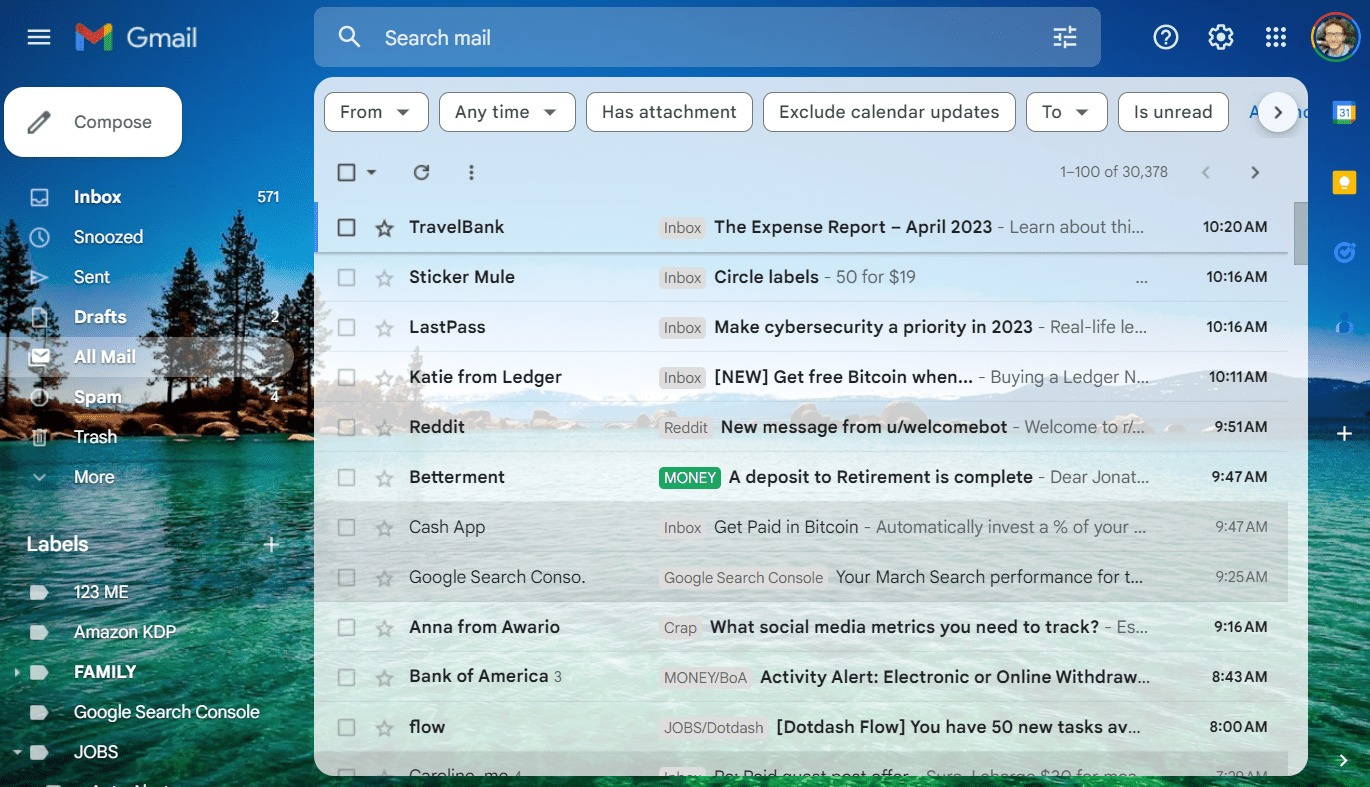 Gmail
Search mail
Compose
From
Any time
Has attachment
Exclude calendar updates
To
Is unread
1–100 of 30,378
Inbox 571
Snoozed
Sent
Drafts 2
All Mail
Spam 4
Trash
More
Labels
123 ME
Amazon KDP
FAMILY
Google Search Console
JOBS
TravelBank Inbox The Expense Report – April 2023 - Learn about thi... 10:20 AM
Sticker Mule Inbox Circle labels - 50 for $19 ... 10:16 AM
LastPass Inbox Make cybersecurity a priority in 2023 - Real-life le... 10:16 AM
Katie from Ledger Inbox [NEW] Get free Bitcoin when... - Buying a Ledger N... 10:11 AM
Reddit Reddit New message from u/welcomebot - Welcome to r/... 9:51 AM
Betterment MONEY A deposit to Retirement is complete - Dear Jonat... 9:47 AM
Cash App Inbox Get Paid in Bitcoin - Automatically invest a % of your ... 9:47 AM
Google Search Conso. Google Search Console Your March Search performance for t... 9:25 AM
Anna from Awario Crap What social media metrics you need to track? - Es... 9:16 AM
Bank of America 3 MONEY/BoA Activity Alert: Electronic or Online Withdraw... 8:43 AM
flow JOBS/Dotdash [Dotdash Flow] You have 50 new tasks av... 8:00 AM
Caroline, me 4 Inbox Re: Paid guest post offer - Sure, I charge $30 for mea... 7:29 AM
31